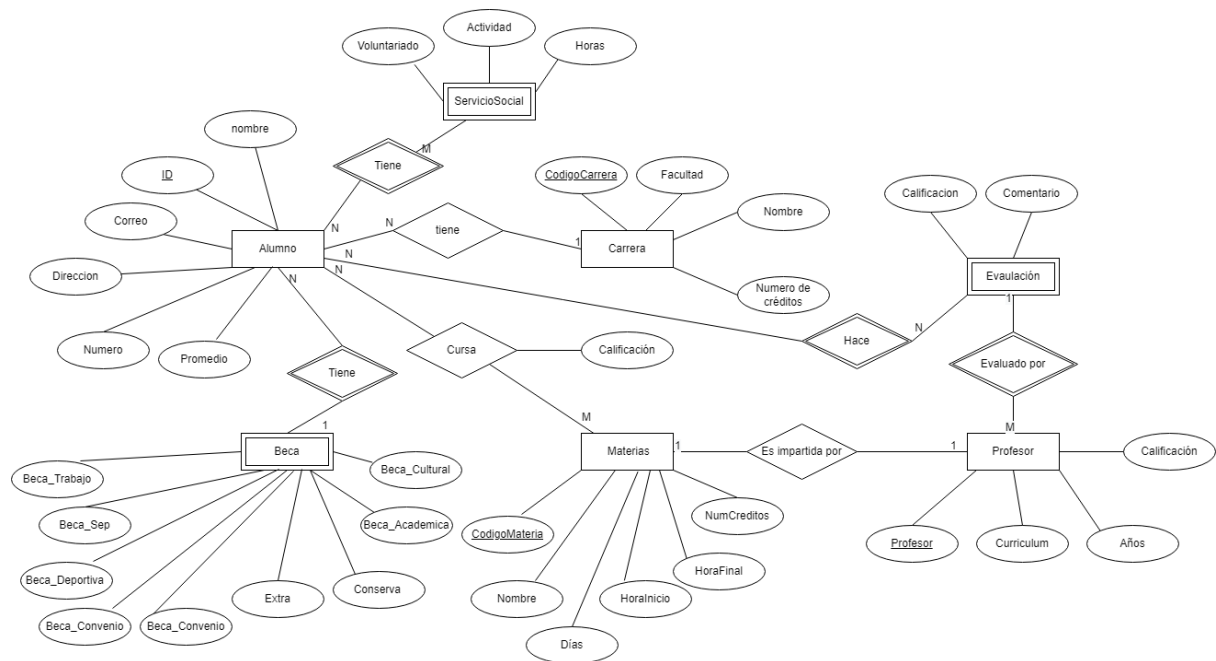 Actividad
Voluntariado
Horas
ServicioSocial
nombre
M
Tiene
ID
CodigoCarrera
Facultad
Calificacion
Comentario
Correo
Nombre
N
N
tiene
Alumno
1
Carrera
N
N
Direccion
N
Evaulación
Numero de
créditos
1
N
Numero
Promedio
Hace
Cursa
Calificación
Tiene
Evaluado por
M
1
M
Beca
Materias
1
Es impartida por
1
Profesor
Calificación
Beca_Trabajo
Beca_Cultural
Beca_Sep
Beca_Academica
NumCreditos
CodigoMateria
Profesor
Curriculum
Años
HoraFinal
Beca_Deportiva
Conserva
Extra
Nombre
HoraInicio
Beca_Convenio
Beca_Convenio
Días